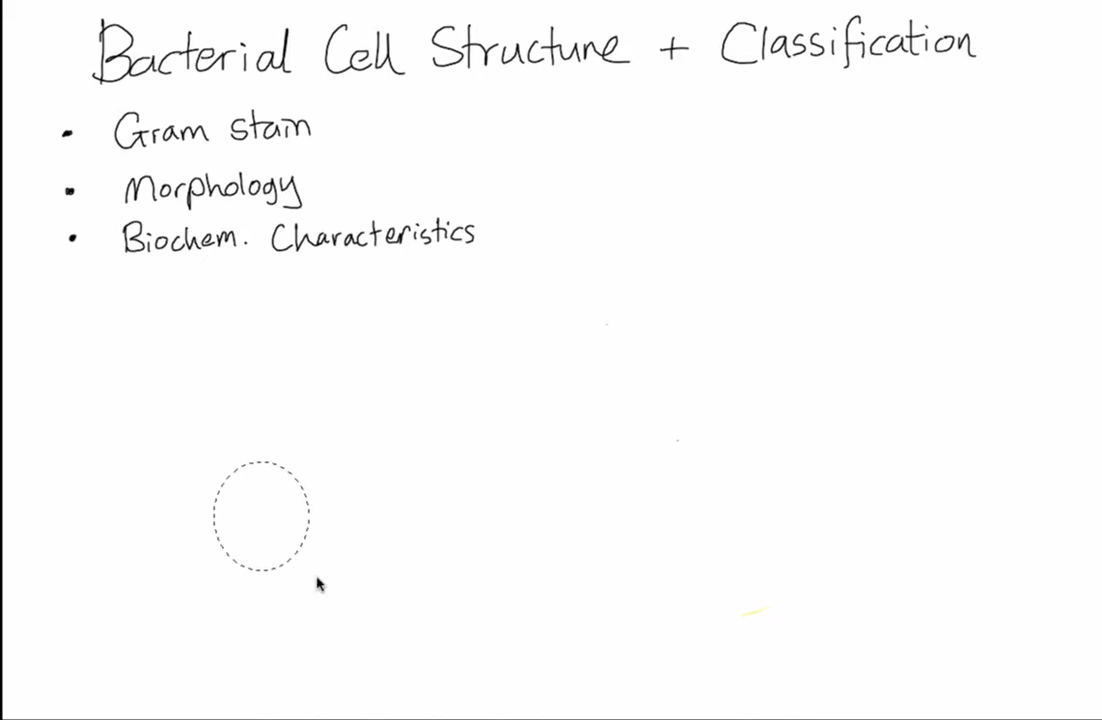 Bacterial Cell Structure + Classification
• Gram stain
• Morphology
• Biochem. Characteristics